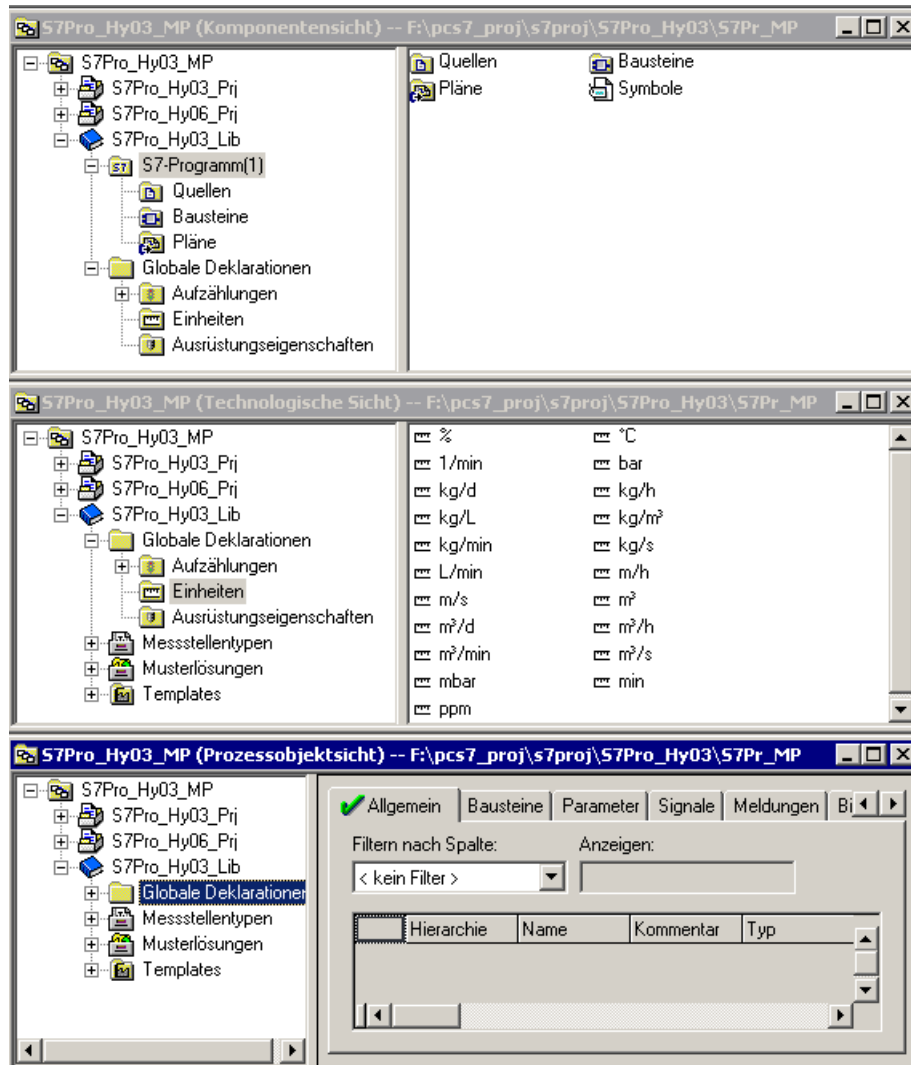 S7Pro_Hy03_MP (Komponentensicht) -- F:\pcs7_proj\s7proj\S7Pro_Hy03\S7Pr_MP
S7Pro_Hy03_MP
S7Pro_Hy03_Prj
S7Pro_Hy06_Prj
S7Pro_Hy03_Lib
S7-Programm(1)
Quellen
Bausteine
Pläne
Globale Deklarationen
Aufzählungen
Einheiten
Ausrüstungseigenschaften
Quellen Bausteine
Pläne Symbole
S7Pro_Hy03_MP (Technologische Sicht) -- F:\pcs7_proj\s7proj\S7Pro_Hy03\S7Pr_MP
S7Pro_Hy03_MP
S7Pro_Hy03_Prj
S7Pro_Hy06_Prj
S7Pro_Hy03_Lib
Globale Deklarationen
Aufzählungen
Einheiten
Ausrüstungseigenschaften
Messstellentypen
Musterlösungen
Templates
% °C
1/min bar
kg/d kg/h
kg/L kg/m³
kg/min kg/s
L/min m/h
m/s m³
m³/d m³/h
m³/min m³/s
mbar min
ppm
S7Pro_Hy03_MP (Prozessobjektsicht) -- F:\pcs7_proj\s7proj\S7Pro_Hy03\S7Pr_MP
S7Pro_Hy03_MP
S7Pro_Hy03_Prj
S7Pro_Hy06_Prj
S7Pro_Hy03_Lib
Globale Deklarationen
Messstellentypen
Musterlösungen
Templates
Allgemein Bausteine Parameter Signale Meldungen Bi
Filtern nach Spalte: Anzeigen:
< kein Filter >
Hierarchie Name Kommentar Typ